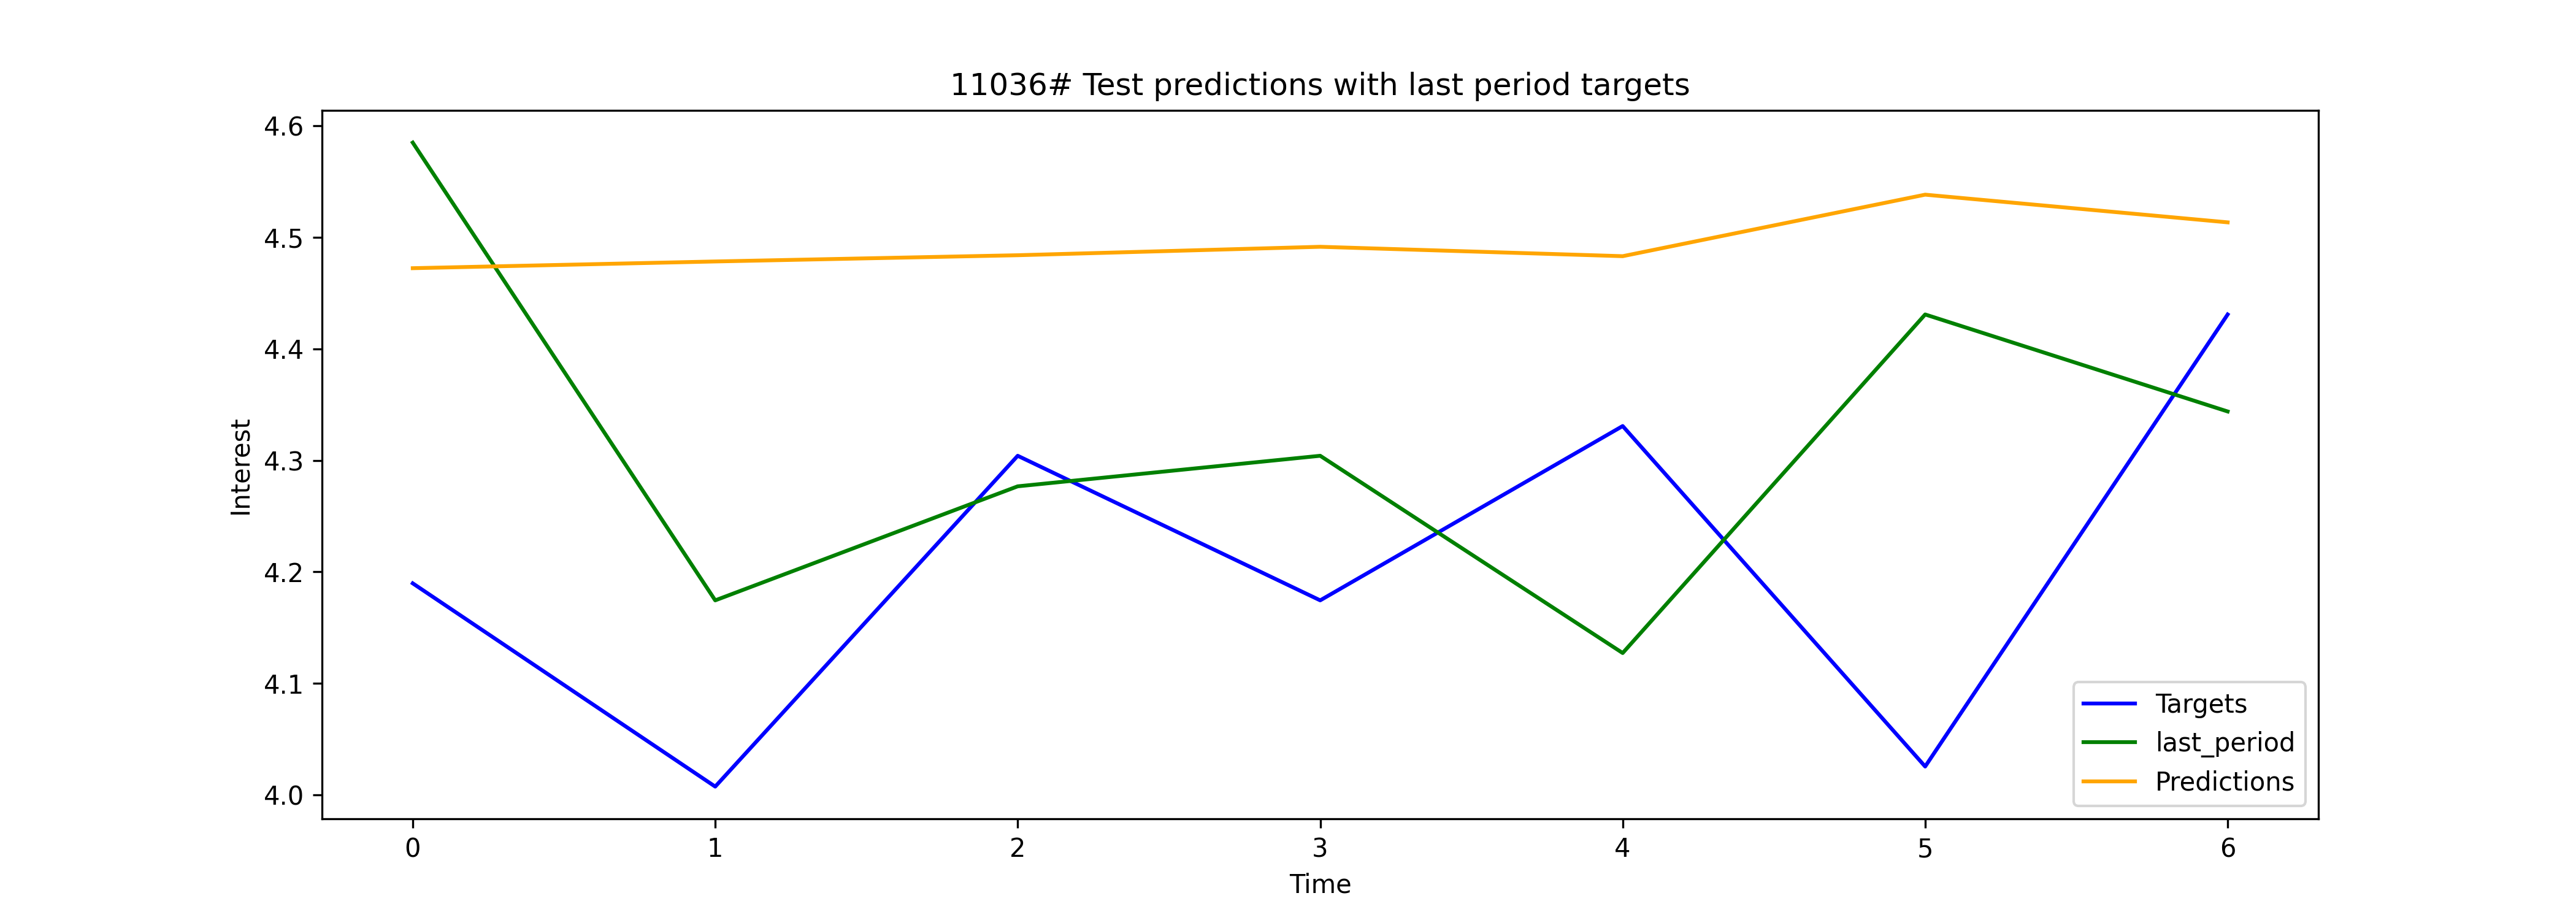 11036# Test predictions with last period targets
4.6
4.5
4.4
4.3
4.2
4.1
4.0
Interest
0 1 2 3 4 5 6
Time
Targets
last_period
Predictions